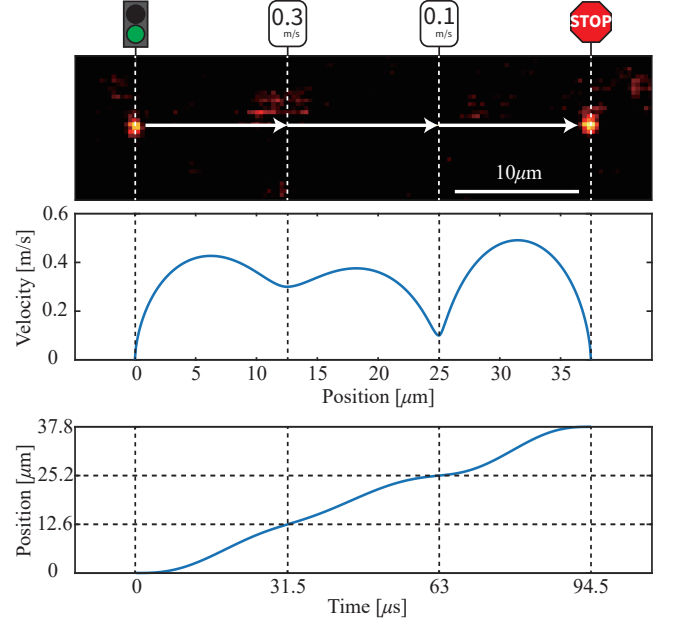 0.3
m/s
0.1
m/s
STOP
10μm
Velocity [m/s]
0.6
0.4
0.2
0
0 5 10 15 20 25 30 35
Position [μm]
Position [μm]
37.8
25.2
12.6
0
0 31.5 63 94.5
Time [μs]